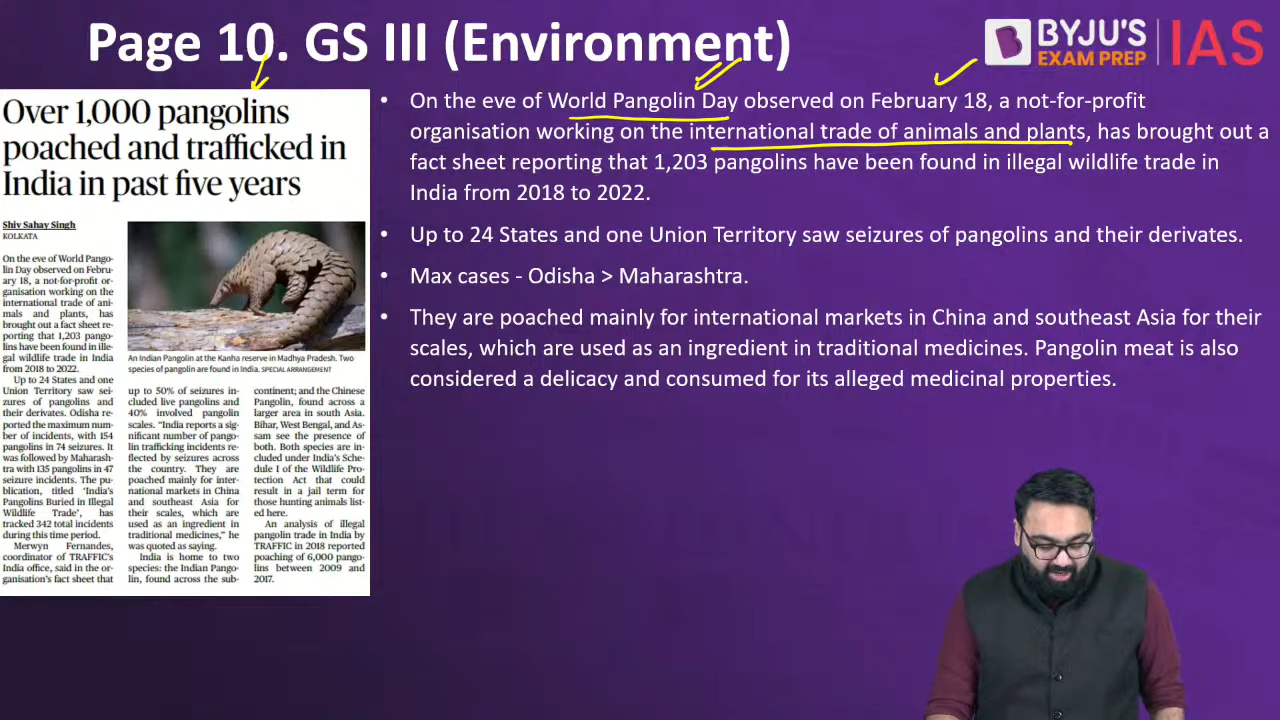 Page 10. GS III (Environment)
BYJU'S
EXAM PREP
IAS
Over 1,000 pangolins
poached and trafficked in
India in past five years
Shiv Sahay Singh
KOLKATA
On the eve of World Pango-
lin Day observed on Febru-
ary 18, a not-for-profit or-
ganisation working on the
international trade of ani-
mals and plants, has
brought out a fact sheet re-
porting that 1,203 pango-
lins have been found in ille-
gal wildlife trade in India
from 2018 to 2022.
Up to 24 States and one
Union Territory saw sei-
zures of pangolins and
their derivates. Odisha re-
ported the maximum num-
ber of incidents, with 154
pangolins in 74 seizures. It
was followed by Maharash-
tra with 135 pangolins in 47
seizure incidents. The pu-
blication, titled 'India's
Pangolins Buried in Illegal
Wildlife Trade', has
tracked 342 total incidents
during this time period.
Merwyn Fernandes,
coordinator of TRAFFIC's
India office, said in the or-
ganisation's fact sheet that
An Indian Pangolin at the Kanha reserve in Madhya Pradesh. Two
species of pangolin are found in India. SPECIAL ARRANGEMENT
up to 50% of seizures in-
cluded live pangolins and
40% involved pangolin
scales. "India reports a sig-
nificant number of pango-
lin trafficking incidents re-
flected by seizures across
the country. They are
poached mainly for inter-
national markets in China
and southeast Asia for
their scales, which are
used as an ingredient in
traditional medicines," he
was quoted as saying.
India is home to two
species: the Indian Pango-
lin, found across the sub-
continent; and the Chinese
Pangolin, found across a
larger area in south Asia.
Bihar, West Bengal, and As-
sam see the presence of
both. Both species are in-
cluded under India's Sche-
dule I of the Wildlife Pro-
tection Act that could
result in a jail term for
those hunting animals list-
ed here.
An analysis of illegal
pangolin trade in India by
TRAFFIC in 2018 reported
poaching of 6,000 pango-
lins between 2009 and
2017.
• On the eve of World Pangolin Day observed on February 18, a not-for-profit
organisation working on the international trade of animals and plants, has brought out a
fact sheet reporting that 1,203 pangolins have been found in illegal wildlife trade in
India from 2018 to 2022.
• Up to 24 States and one Union Territory saw seizures of pangolins and their derivates.
• Max cases - Odisha > Maharashtra.
• They are poached mainly for international markets in China and southeast Asia for their
scales, which are used as an ingredient in traditional medicines. Pangolin meat is also
considered a delicacy and consumed for its alleged medicinal properties.